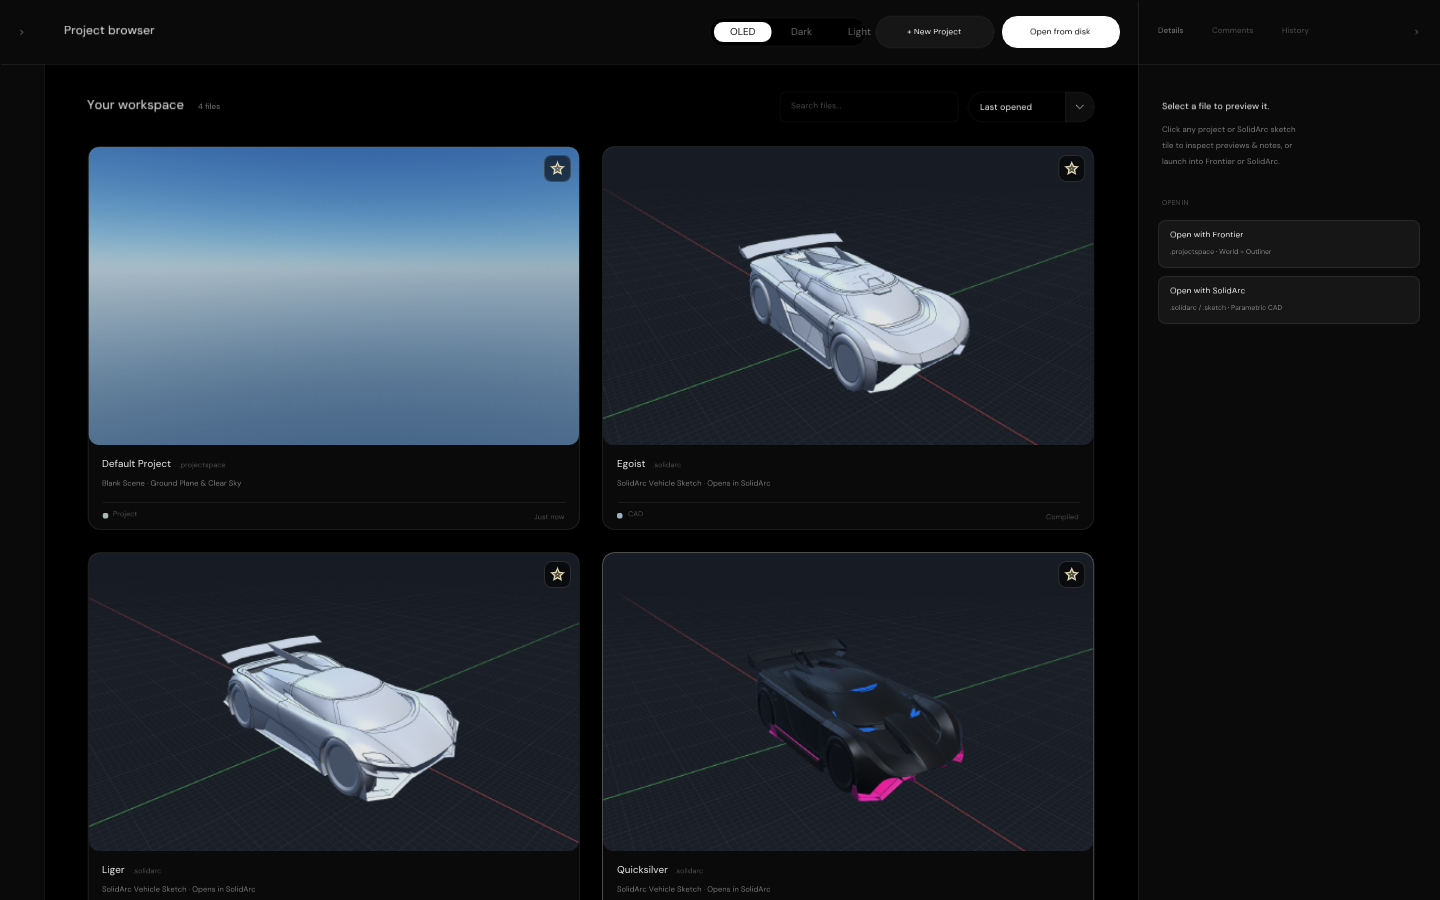 Project browser
OLED
Dark
Light
+ New Project
Open from disk
Details
Comments
History
Your workspace
4 files
Search files...
Last opened
Select a file to preview it.
Click any project or SolidArc sketch
tile to inspect previews & notes, or
launch into Frontier or SolidArc.
OPEN IN
Open with Frontier
.projectspace · World + Outliner
Open with SolidArc
.solidarc / .sketch · Parametric CAD
Default Project .projectspace
Blank Scene · Ground Plane & Clear Sky
Project
Just now
Egoist .solidarc
SolidArc Vehicle Sketch · Opens in SolidArc
CAD
Compiled
Liger .solidarc
SolidArc Vehicle Sketch · Opens in SolidArc
Quicksilver .solidarc
SolidArc Vehicle Sketch · Opens in SolidArc